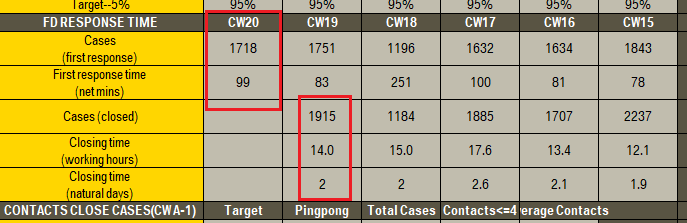 Target--5% 95% 95% 95% 95% 95% 95%
FD RESPONSE TIME CW20 CW19 CW18 CW17 CW16 CW15
Cases
(first response) 1718 1751 1196 1632 1634 1843
First response time
(net mins) 99 83 251 100 81 78
Cases (closed) 1915 1184 1885 1707 2237
Closing time
(working hours) 14.0 15.0 17.6 13.4 12.1
Closing time
(natural days) 2 2 2.6 2.1 1.9
CONTACTS CLOSE CASES(CW A-1) Target Pingpong Total Cases Contacts<=4 verage Contacts